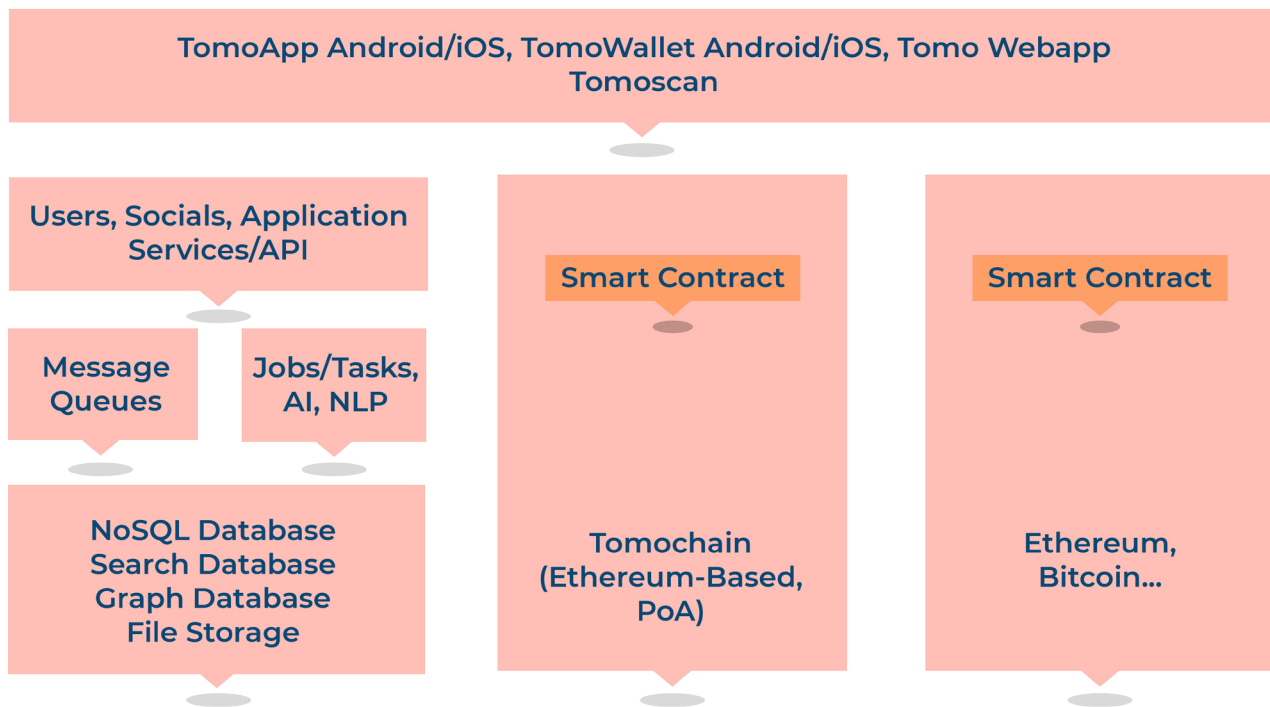 TomoApp Android/iOS, TomoWallet Android/iOS, Tomo Webapp
Tomoscan
Users, Socials, Application
Services/API
Message
Queues
Jobs/Tasks,
AI, NLP
NoSQL Database
Search Database
Graph Database
File Storage
Smart Contract
Tomochain
(Ethereum-Based,
PoA)
Smart Contract
Ethereum,
Bitcoin...